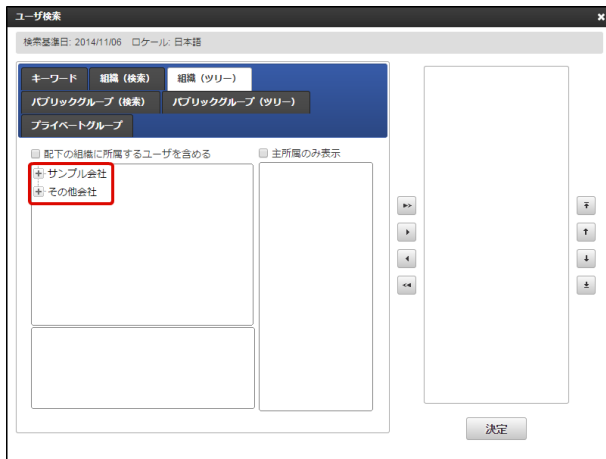 ユーザ検索
検索基準日: 2014/11/06 ロケール: 日本語
キーワード 組織（検索） 組織（ツリー）
パブリックグループ（検索） パブリックグループ（ツリー）
プライベートグループ
配下の組織に所属するユーザを含める 主所属のみ表示
サンプル会社
その他会社
決定